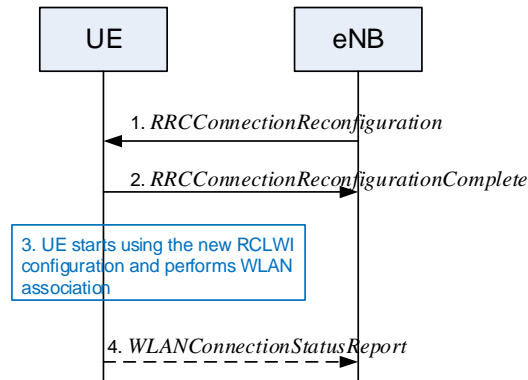 UE
eNB
1. RRCConnectionReconfiguration
2. RRCConnectionReconfigurationComplete
3. UE starts using the new RCLWI
configuration and performs WLAN
association
4. WLANConnectionStatusReport